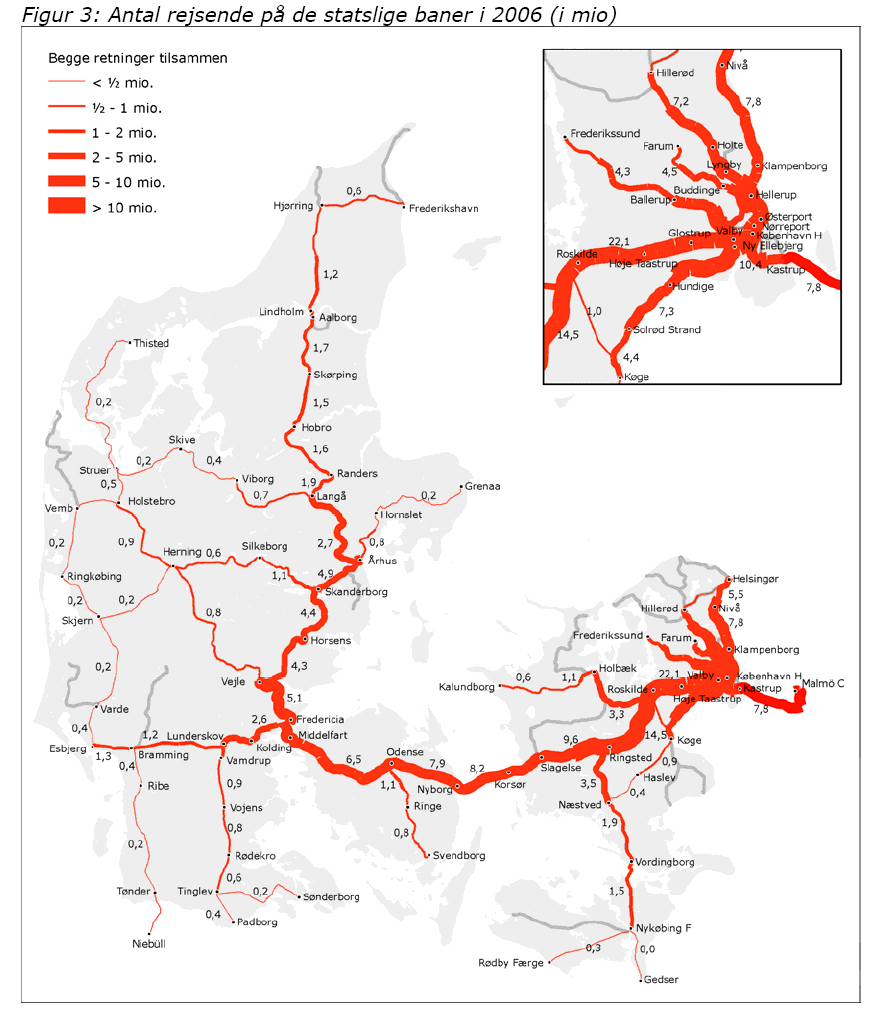 Figur 3: Antal rejsende på de statslige baner i 2006 (i mio)
Begge retninger tilsammen
< ½ mio.
½ - 1 mio.
1 - 2 mio.
2 - 5 mio.
5 - 10 mio.
> 10 mio.
Nivå
Hillerød
7,2
7,8
Frederikssund
Farum
Holte
Lyngby
Klampenborg
4,3
4,5
Buddinge
Hellerup
Ballerup
Østerport
Nørreport
Glostrup
Valby
København H
22,1
Ny Ellebjerg
Roskilde
Høje Taastrup
10,4
Kastrup
Hundige
7,8
1,0
7,3
14,5
Solrød Strand
4,4
Køge
0,6
Hjørring
Frederikshavn
1,2
Lindholm
Aalborg
Thisted
1,7
Skørping
0,2
1,5
Hobro
Skive
1,6
0,2
0,4
Struer
Viborg
Randers
0,5
1,9
Grenaa
Holstebro
0,7
Langå
0,2
Vemb
Hornslet
0,9
0,2
Silkeborg
2,7
0,8
Herning
0,6
Århus
1,1
4,9
Ringkøbing
Skanderborg
0,2
0,2
0,8
4,4
Skjern
Horsens
0,2
4,3
Vejle
5,1
Varde
2,6
Fredericia
0,4
1,2
Lunderskov
Middelfart
Esbjerg
1,3
Bramming
Kolding
Vamdrup
0,4
Ribe
0,9
Vojens
0,8
0,2
Rødekro
0,6
Tønder
Tinglev
0,2
Sønderborg
0,4
Padborg
Niebüll
6,5
Odense
7,9
Nyborg
1,1
Ringe
0,8
Svendborg
8,2
Korsør
Slagelse
9,6
Ringsted
Helsingør
5,5
Hillerød
Nivå
7,8
Frederikssund
Farum
Klampenborg
Holbæk
0,6
1,1
22,1
Valby
København H
Malmö C
Kalundborg
Roskilde
Kastrup
Høje Taastrup
3,3
7,8
14,5
Køge
0,9
3,5
Haslev
0,4
Næstved
1,9
Vordingborg
1,5
Nykøbing F
0,3
0,0
Rødby Færge
Gedser